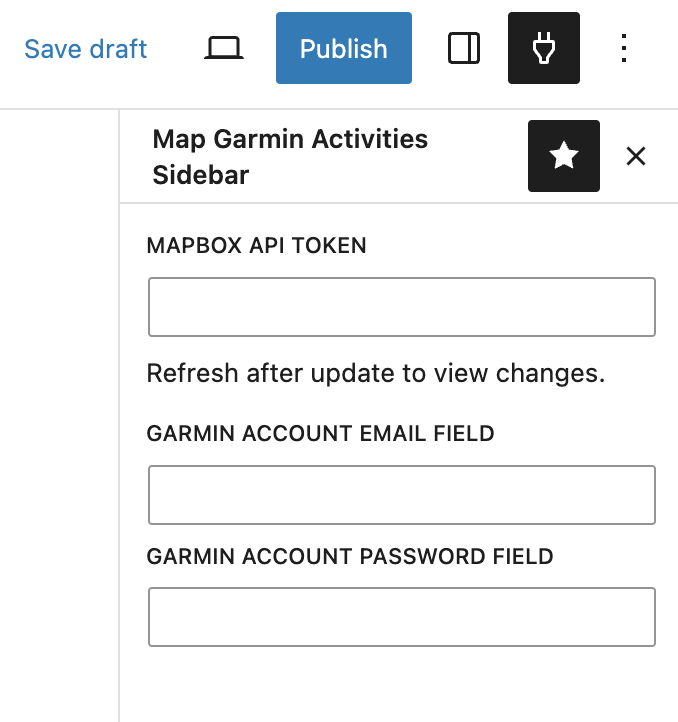 Save draft
Publish
Map Garmin Activities
Sidebar
MAPBOX API TOKEN
Refresh after update to view changes.
GARMIN ACCOUNT EMAIL FIELD
GARMIN ACCOUNT PASSWORD FIELD